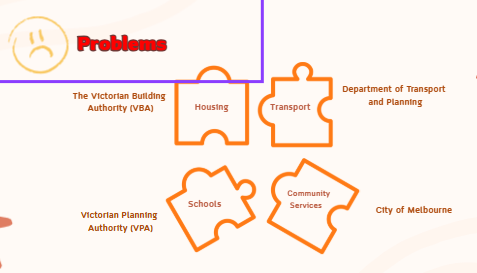 Problems
The Victorian Building
Authority (VBA)
Housing
Transport
Department of Transport
and Planning
Schools
Community
Services
Victorian Planning
Authority (VPA)
City of Melbourne